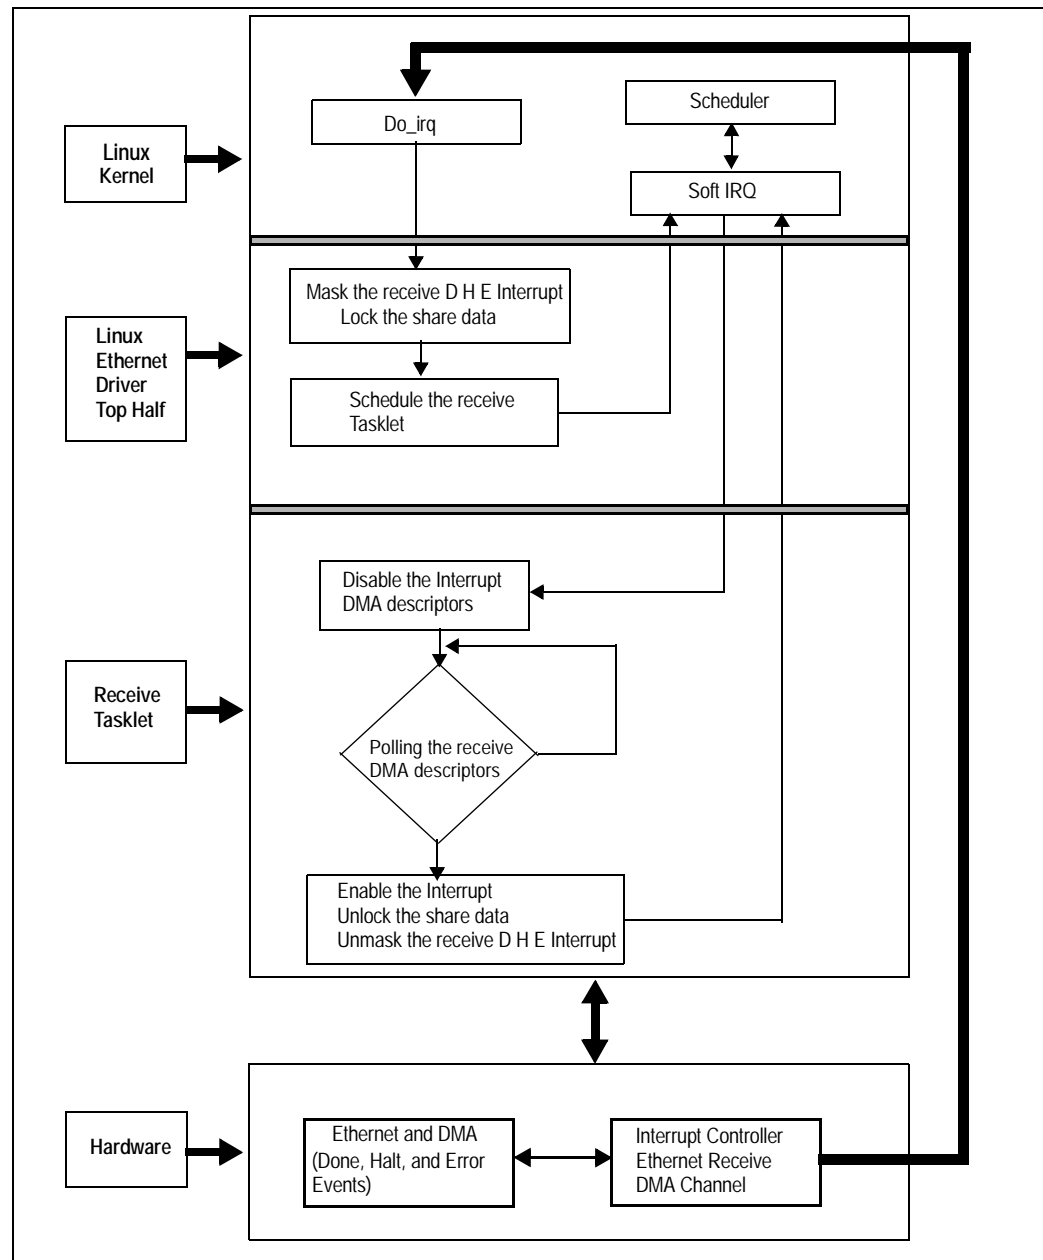 Do_irq
Scheduler
Linux
Kernel
Soft IRQ
Mask the receive D H E Interrupt
Lock the share data
Linux
Ethernet
Driver
Top Half
Schedule the receive
Tasklet
Disable the Interrupt
DMA descriptors
Receive
Tasklet
Polling the receive
DMA descriptors
Enable the Interrupt
Unlock the share data
Unmask the receive D H E Interrupt
Hardware
Ethernet and DMA
(Done, Halt, and Error
Events)
Interrupt Controller
Ethernet Receive
DMA Channel